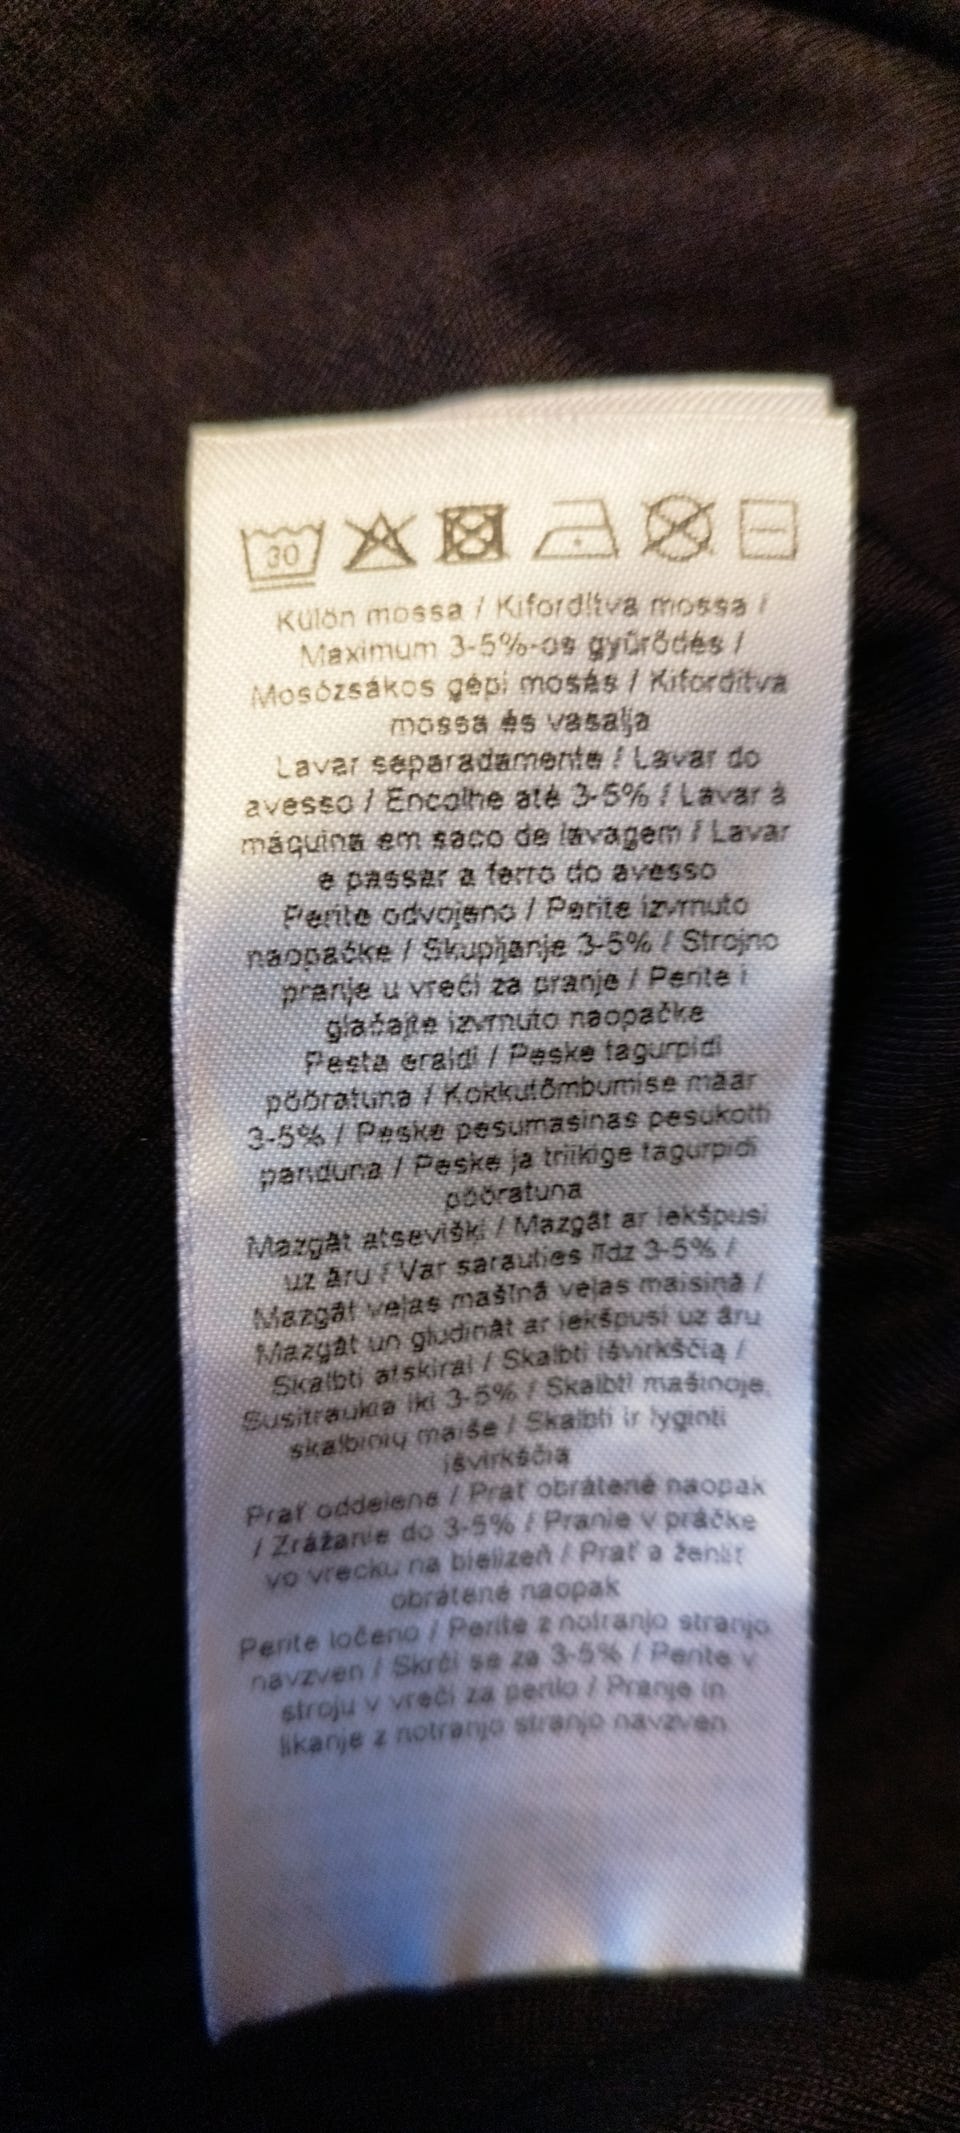 30
Külön mossa / Kifordítva mossa /
Maximum 3-5%-os gyűrődés /
Mosózsákos gépi mosás / Kifordítva
mossa és vasalja
Lavar separadamente / Lavar do
avesso / Encolhe até 3-5% / Lavar à
máquina em saco de lavagem / Lavar
e passar a ferro do avesso
Perite odvojeno / Perite izvrnuto
naopačke / Skupljanje 3-5% / Strojno
pranje u vreći za pranje / Perite i
glačajte izvrnuto naopačke
Pesta eraldi / Peske tagurpidi
pööratuna / Kokkutõmbumise määr
3-5% / Peske pesumasinas pesukotti
panduna / Peske ja triikige tagurpidi
pööratuna
Mazgāt atsevišķi / Mazgāt ar iekšpusi
uz āru / Var sarauties līdz 3-5% /
Mazgāt veļas mašīnā veļas maisiņā /
Mazgāt un gludināt ar iekšpusi uz āru
Skalbti atskirai / Skalbti išvirkščią /
Susitraukia iki 3-5% / Skalbti mašinoje,
skalbinių maiše / Skalbti ir lyginti
išvirkščią
Prať oddelene / Prať obrátené naopak
/ Zrážanie do 3-5% / Pranie v práčke
vo vrecku na bielizeň / Prať a žehliť
obrátené naopak
Perite ločeno / Perite z notranjo stranjo
navzven / Skrči se za 3-5% / Perite v
stroju v vreči za perilo / Pranje in
likanje z notranjo stranjo navzven